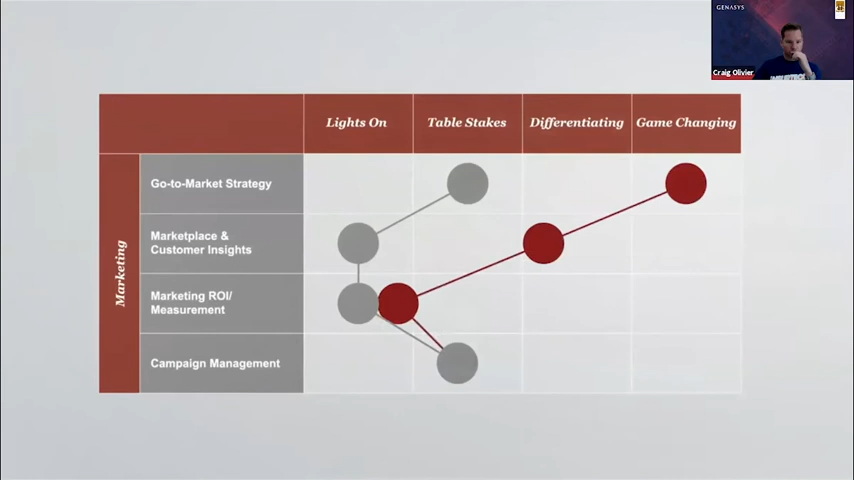 GENASYS
Craig Olivier
Lights On
Table Stakes
Differentiating
Game Changing
Marketing
Go-to-Market Strategy
Marketplace &
Customer Insights
Marketing ROI/
Measurement
Campaign Management